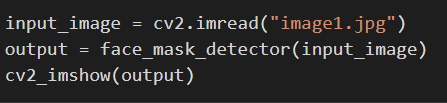 input_image = cv2.imread("image1.jpg")
output = face_mask_detector(input_image)
cv2_imshow(output)